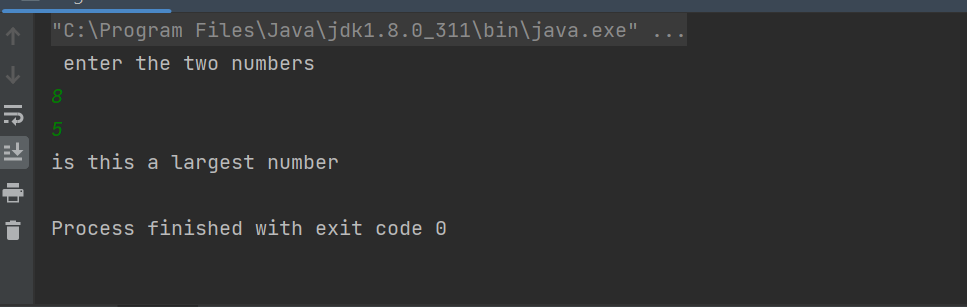 "C:\Program Files\Java\jdk1.8.0_311\bin\java.exe" ...
 enter the two numbers
8
5
is this a largest number
Process finished with exit code 0